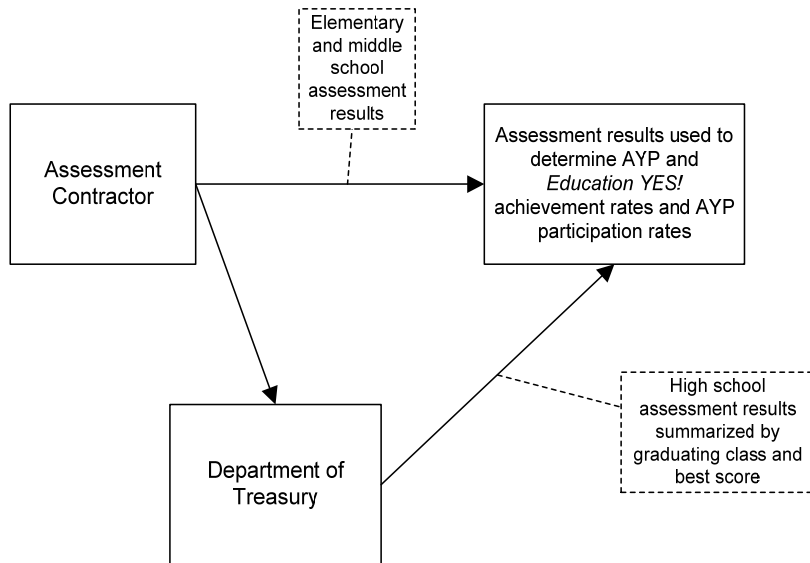 Elementary
and middle
school
assessment
results
Assessment
Contractor
Assessment results used to
determine AYP and
Education YES!
achievement rates and AYP
participation rates
High school
assessment results
summarized by
graduating class and
best score
Department of
Treasury